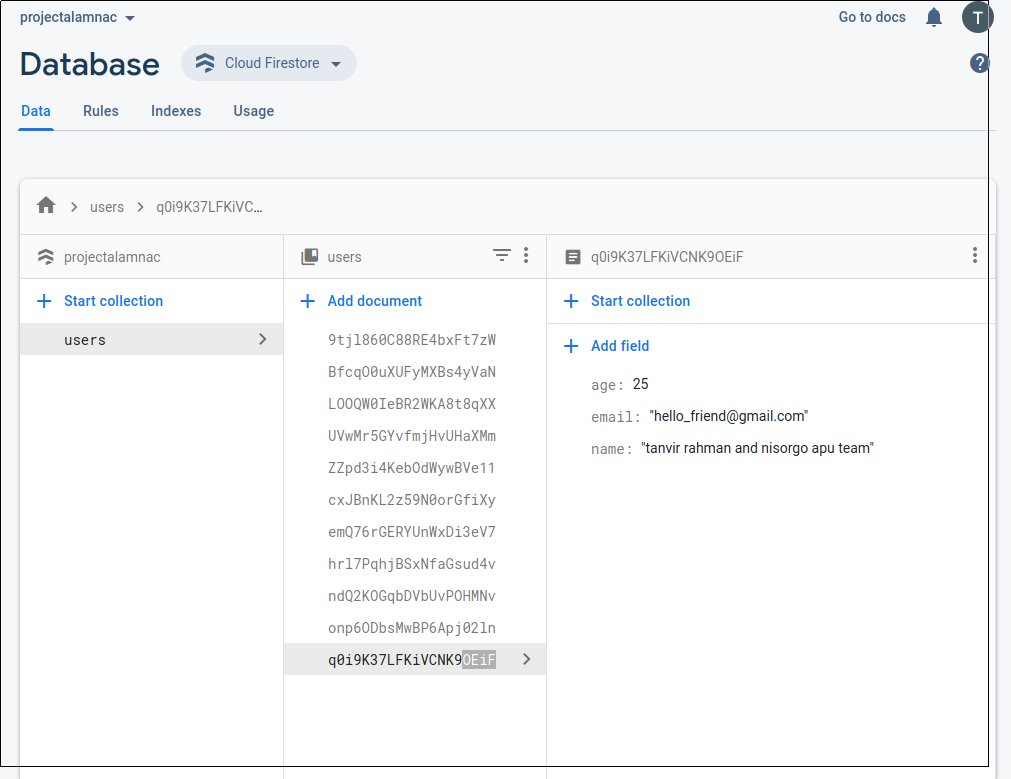 projectalamnac
Go to docs
T
Database
Cloud Firestore
?
Data Rules Indexes Usage
users
q0i9K37LFKiVC...
projectalamnac
users
q0i9K37LFKiVCNK9OEiF
Start collection
Add document
Start collection
users
9tjl860C88RE4bxFt7zW
BfcqO0uXUFyMXBs4yVaN
LOOQW0IeBR2WKA8t8qXX
UVwMr5GYvfmjHvUHaXMm
ZZpd3i4KebOdWywBVe11
cxJBnKL2z59N0orGfiXy
emQ76rGERYUnWxDi3eV7
hrl7PqhjBSxNfaGsud4v
ndQ2KOGqbDVbUvPOHMNv
onp6ODbsMwBP6Apj02ln
q0i9K37LFKiVCNK9OEiF
Add field
age: 25
email: "hello_friend@gmail.com"
name: "tanvir rahman and nisorgo apu team"